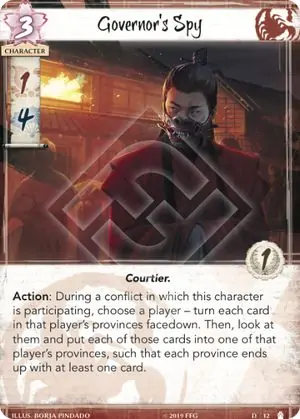 3
Governor's Spy
CHARACTER
1
4
1
Courtier.
Action: During a conflict in which this character
is participating, choose a player – turn each card
in that player's provinces facedown. Then, look at
them and put each of those cards into one of that
player's provinces, such that each province ends
up with at least one card.
ILLUS. BORJA PINDADO © 2019 FFG D 12